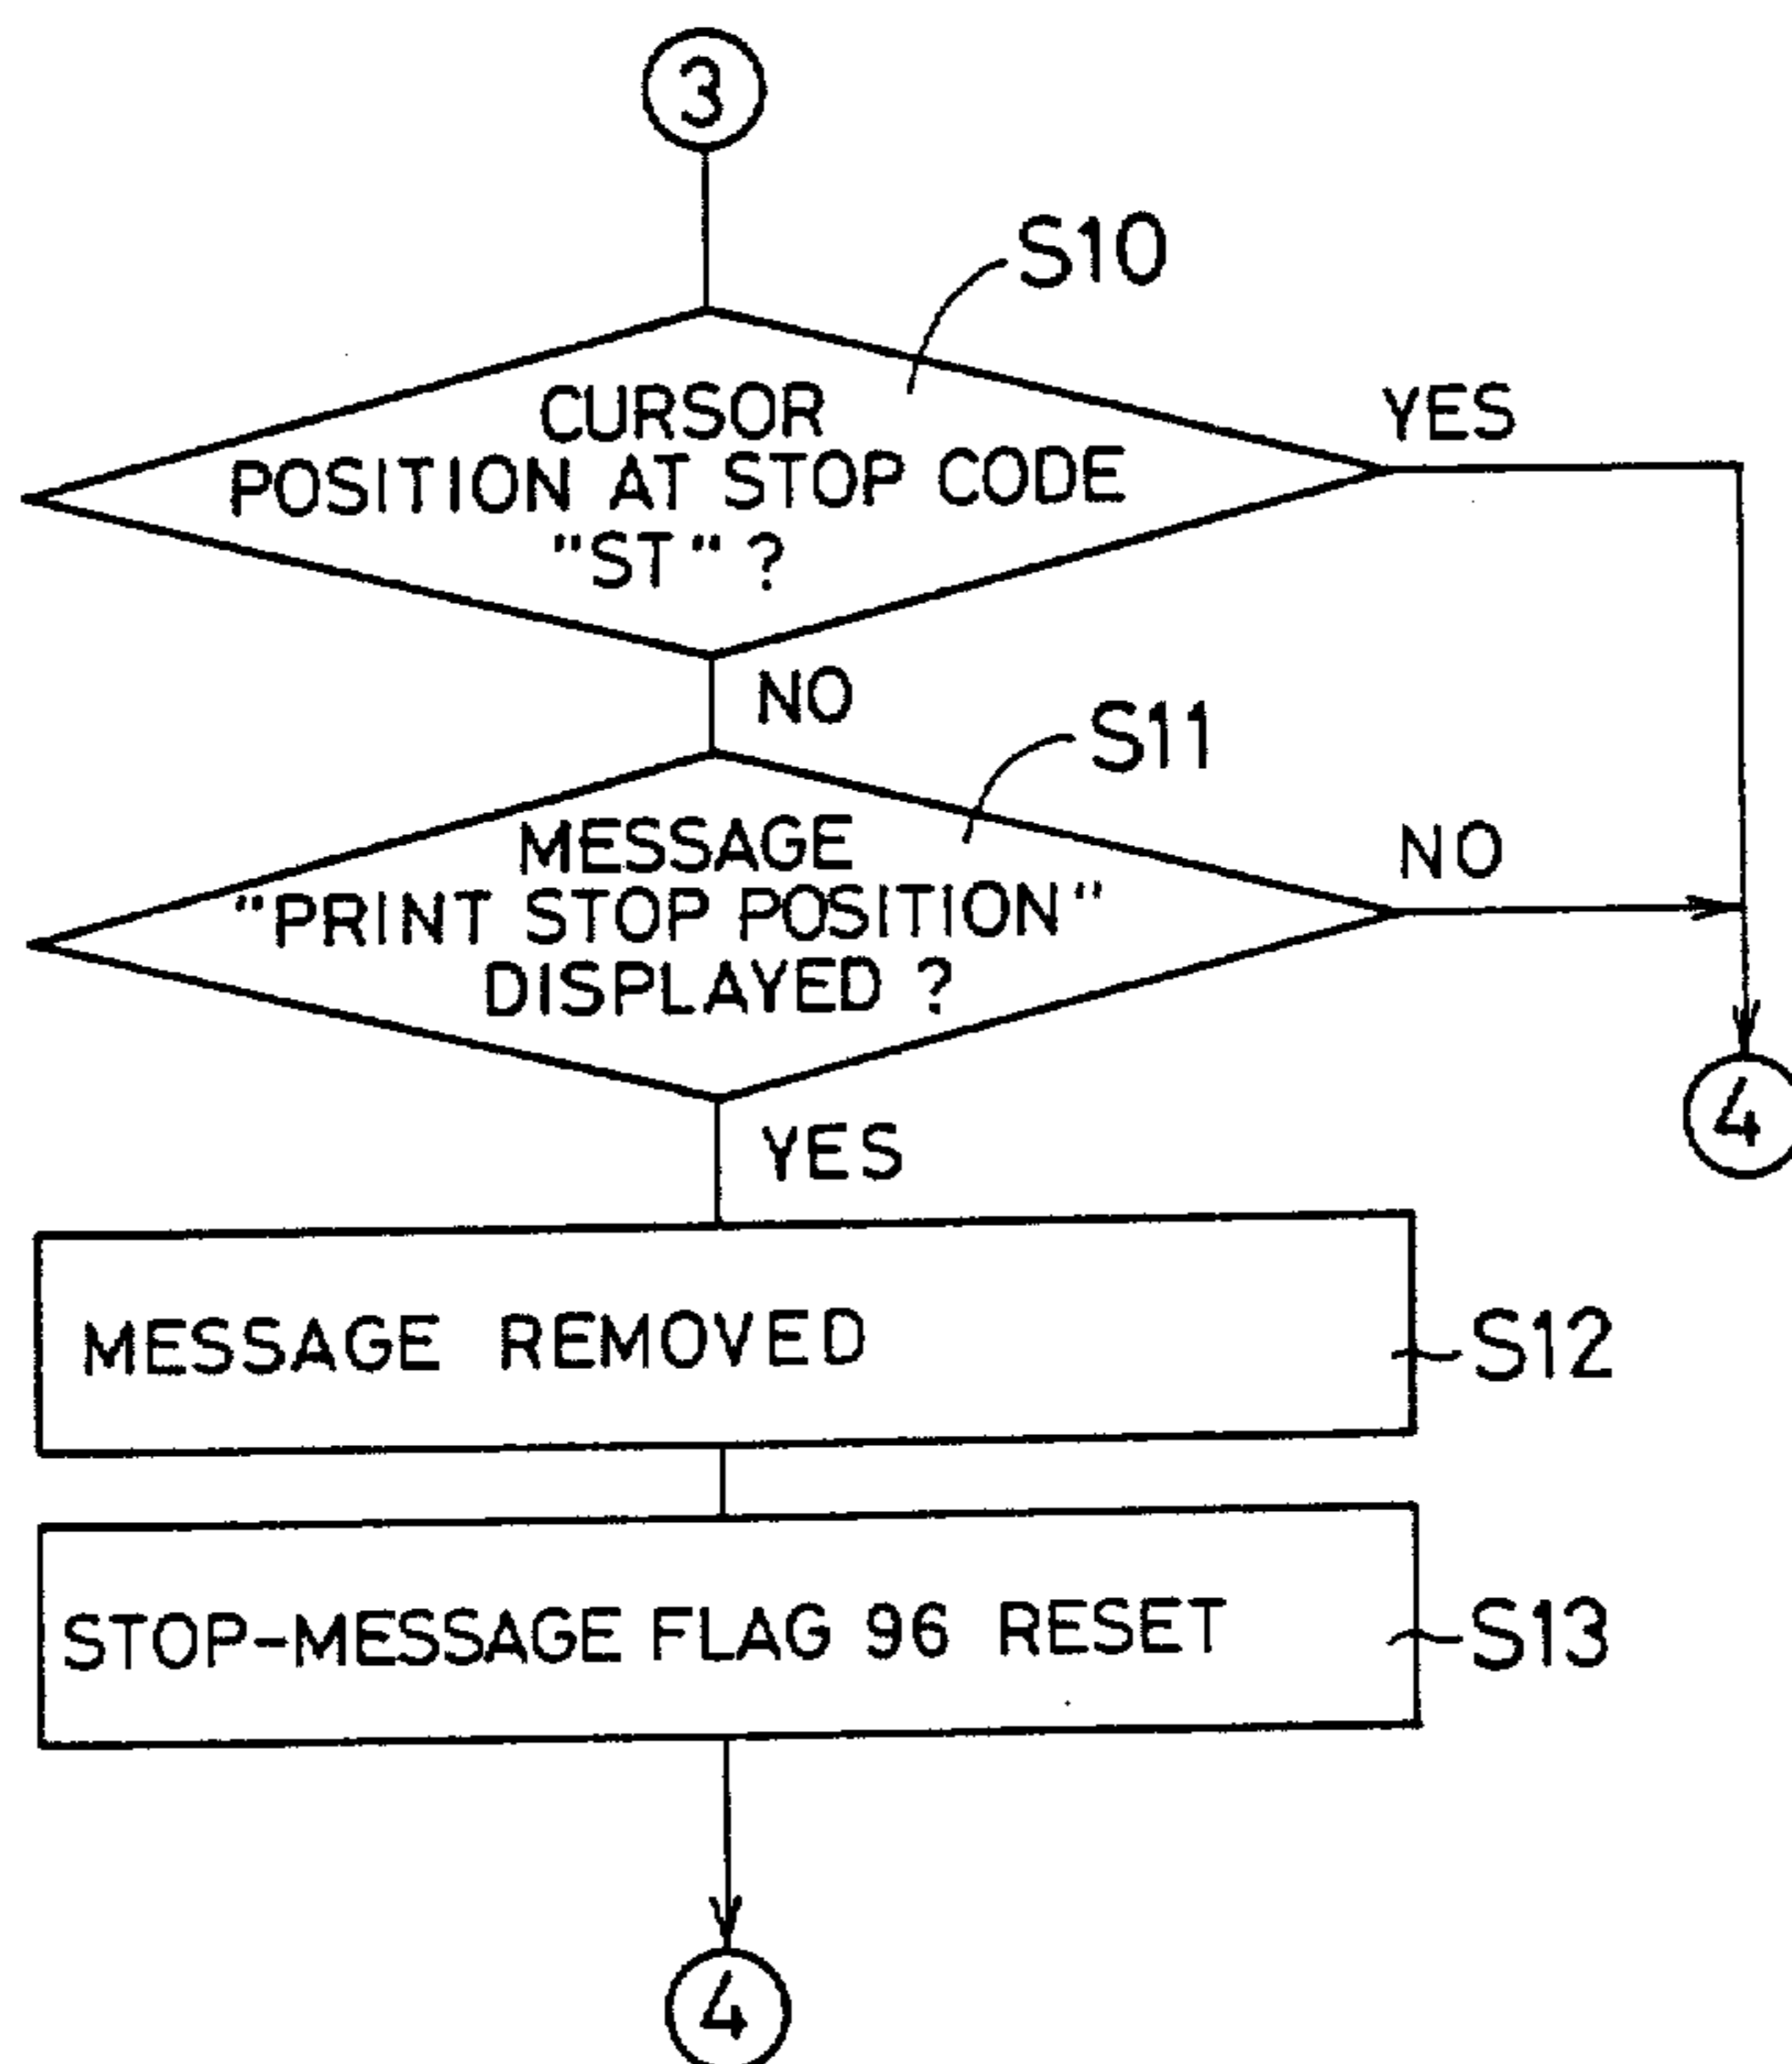 3
S10
CURSOR
POSITION AT STOP CODE
"ST" ?
YES
NO
S11
MESSAGE
"PRINT STOP POSITION"
DISPLAYED ?
NO
4
YES
MESSAGE REMOVED
S12
STOP-MESSAGE FLAG 96 RESET
S13
4